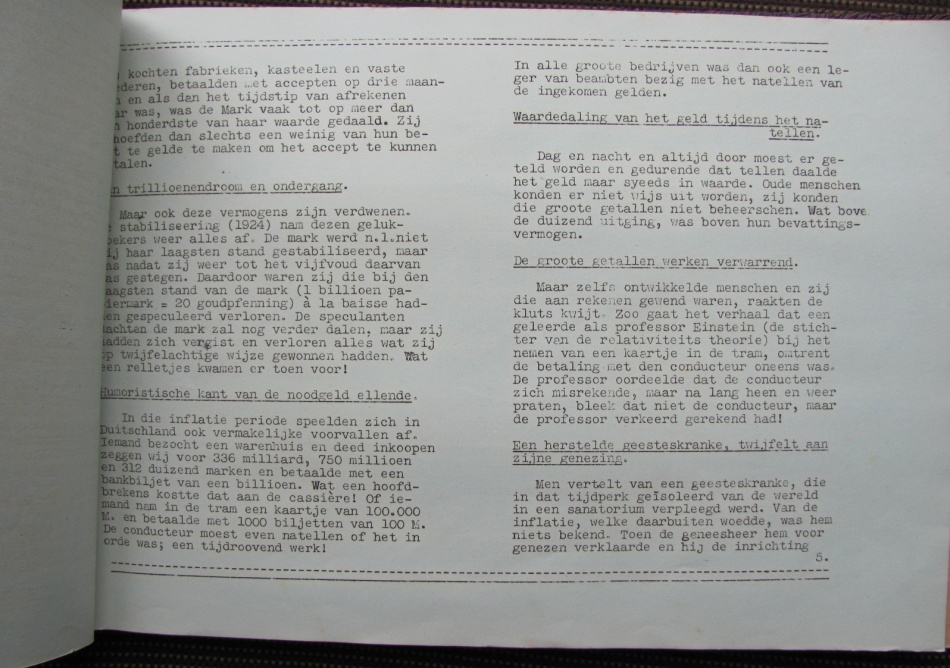 kochten fabrieken, kasteelen en vaste
deren, betaalden met accepten op drie maan-
en als dan het tijdstip van afrekenen
was, was de Mark vaak tot op meer dan
honderdste van haar waarde gedaald. Zij
hoefden dan slechts een weinig van hun be-
te gelde te maken om het accept te kunnen
talen.
n trillioenendroom en ondergang.
Maar ook deze vermogens zijn verdwenen.
stabiliseering (1924) nam dezen geluk-
oekers weer alles af. De mark werd n.l.niet
ij haar laagsten stand gestabiliseerd, maar
as nadat zij weer tot het vijfvoud daarvan
as gestegen. Daardoor waren zij die bij den
aagsten stand van de mark (1 billioen pa-
iermark = 20 goudpfenning) à la baisse had-
en gespeculeerd verloren. De speculanten
achten de mark zal nog verder dalen, maar zij
hadden zich vergist en verloren alles wat zij
op twijfelachtige wijze gewonnen hadden. Wat
een relletjes kwamen er toen voor!
Humoristische kant van de noodgeld ellende.
In die inflatie periode speelden zich in
Duitschland ook vermakelijke voorvallen af.
Iemand bezocht een warenhuis en deed inkoopen
zeggen wij voor 336 milliard, 750 millioen
en 312 duizend marken en betaalde met een
bankbiljet van een billioen. Wat een hoofd-
brekens kostte dat aan de cassière! Of ie-
mand nam in de tram een kaartje van 100.000
M. en betaalde met 1000 biljetten van 100 M.
De conducteur moest even natellen of het in
orde was; een tijdroovend werk!
In alle groote bedrijven was dan ook een le-
ger van beambten bezig met het natellen van
de ingekomen gelden.
Waardedaling van het geld tijdens het na-
tellen.
Dag en nacht en altijd door moest er ge-
teld worden en gedurende dat tellen daalde
het geld maar syeeds in waarde. Oude menschen
konden er niet wijs uit worden, zij konden
die groote getallen niet beheerschen. Wat bove
de duizend uitging, was boven hun bevattings-
vermogen.
De groote getallen werken verwarrend.
Maar zelfs ontwikkelde menschen en zij
die aan rekenen gewend waren, raakten de
kluts kwijt. Zoo gaat het verhaal dat een
geleerde als professor Einstein (de stich-
ter van de relativiteits theorie) bij het
nemen van een kaartje in de tram, omtrent
de betaling met den conducteur oneens was.
De professor oordeelde dat de conducteur
zich misrekende, maar na lang heen en weer
praten, bleek dat niet de conducteur, maar
de professor verkeerd gerekend had!
Een herstelde geesteskranke, twijfelt aan
zijne genezing.
Men vertelt van een geesteskranke, die
in dat tijdperk geïsoleerd van de wereld
in een sanatorium verpleegd werd. Van de
inflatie, welke daarbuiten woedde, was hem
niets bekend. Toen de geneesheer hem voor
genezen verklaarde en hij de inrichting
5.